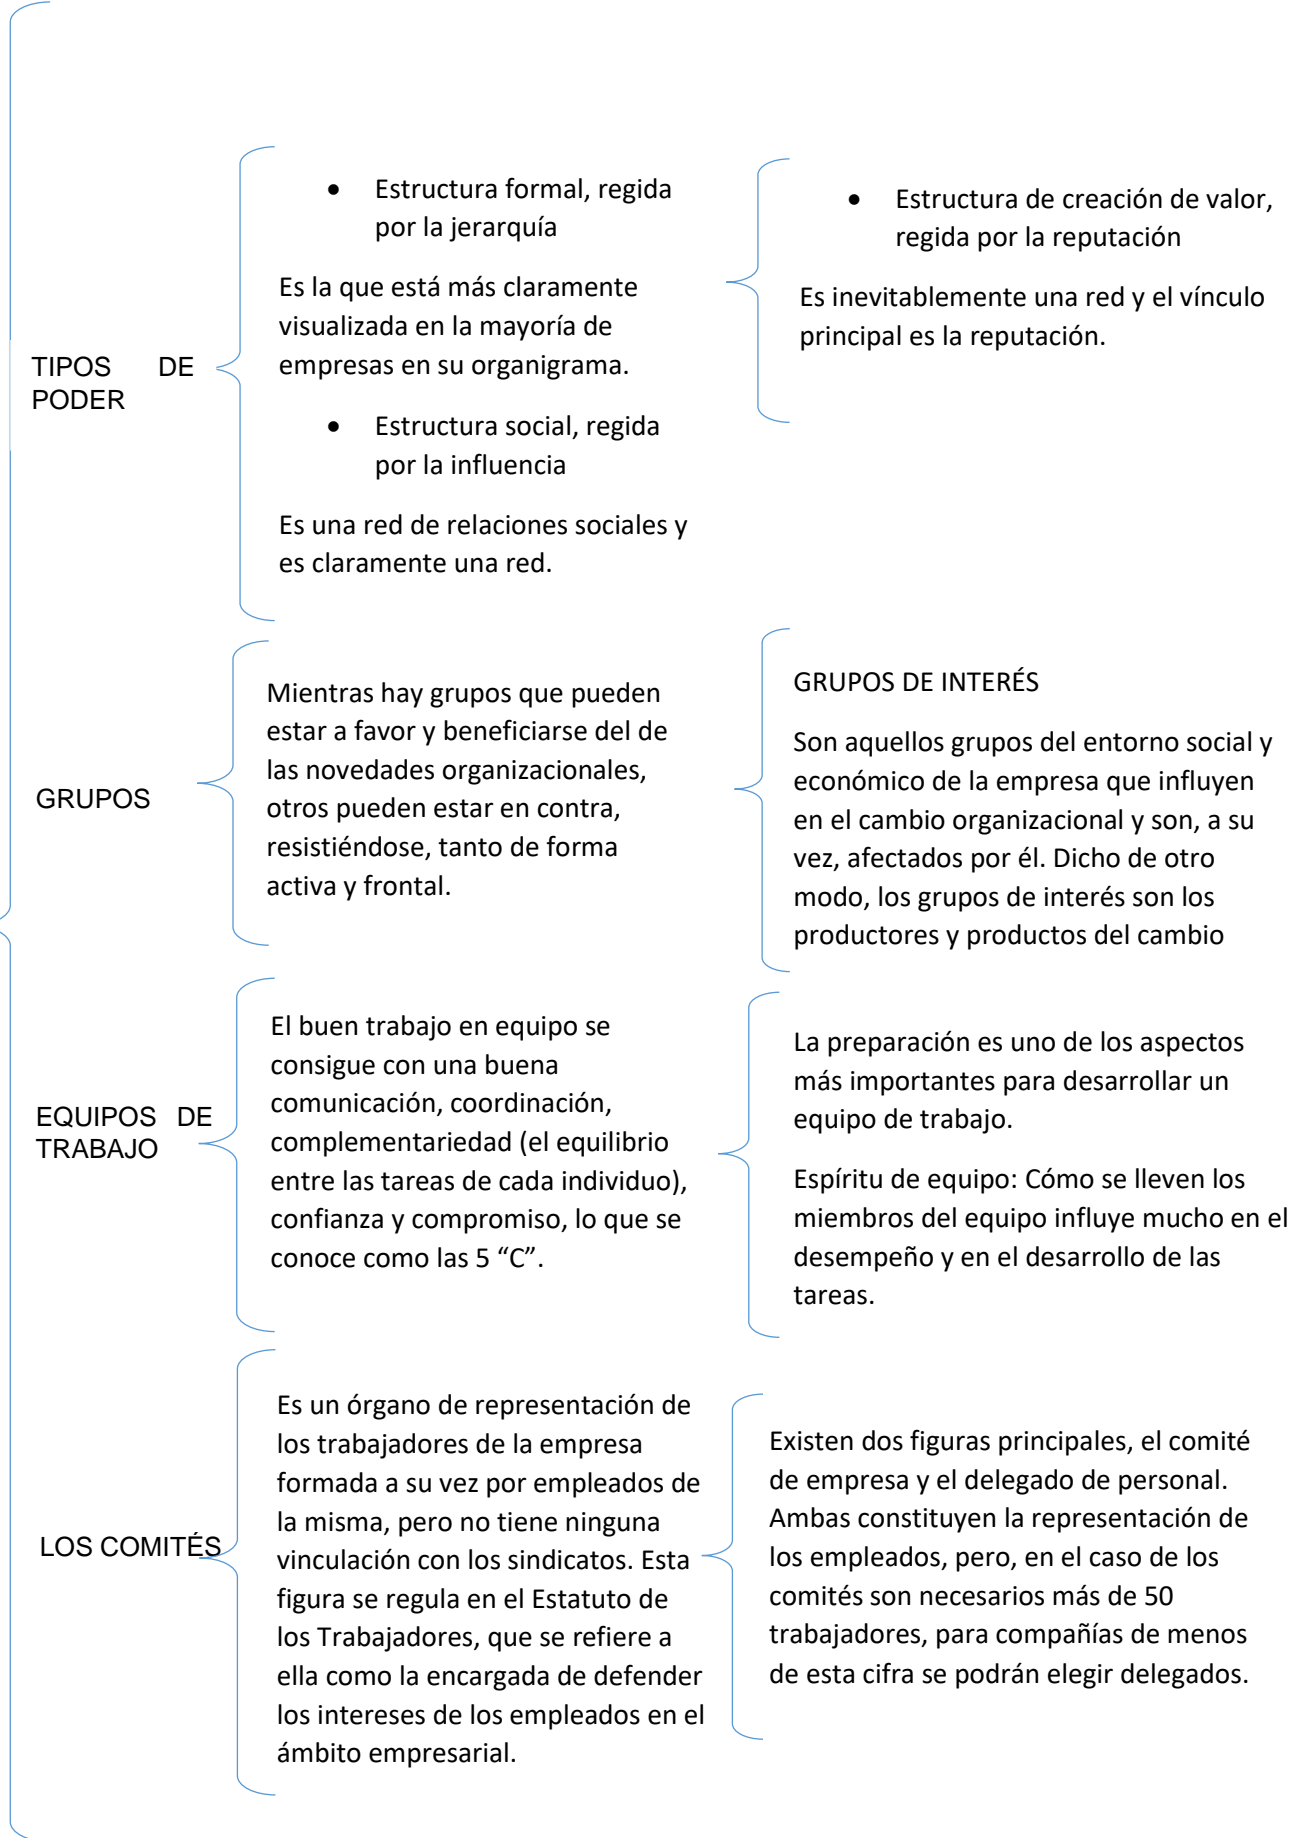 TIPOS DE
PODER
• Estructura formal, regida
por la jerarquía
Es la que está más claramente
visualizada en la mayoría de
empresas en su organigrama.
• Estructura social, regida
por la influencia
Es una red de relaciones sociales y
es claramente una red.
• Estructura de creación de valor,
regida por la reputación
Es inevitablemente una red y el vínculo
principal es la reputación.
GRUPOS
Mientras hay grupos que pueden
estar a favor y beneficiarse del de
las novedades organizacionales,
otros pueden estar en contra,
resistiéndose, tanto de forma
activa y frontal.
GRUPOS DE INTERÉS
Son aquellos grupos del entorno social y
económico de la empresa que influyen
en el cambio organizacional y son, a su
vez, afectados por él. Dicho de otro
modo, los grupos de interés son los
productores y productos del cambio
EQUIPOS DE
TRABAJO
El buen trabajo en equipo se
consigue con una buena
comunicación, coordinación,
complementariedad (el equilibrio
entre las tareas de cada individuo),
confianza y compromiso, lo que se
conoce como las 5 “C”.
La preparación es uno de los aspectos
más importantes para desarrollar un
equipo de trabajo.
Espíritu de equipo: Cómo se lleven los
miembros del equipo influye mucho en el
desempeño y en el desarrollo de las
tareas.
LOS COMITÉS
Es un órgano de representación de
los trabajadores de la empresa
formada a su vez por empleados de
la misma, pero no tiene ninguna
vinculación con los sindicatos. Esta
figura se regula en el Estatuto de
los Trabajadores, que se refiere a
ella como la encargada de defender
los intereses de los empleados en el
ámbito empresarial.
Existen dos figuras principales, el comité
de empresa y el delegado de personal.
Ambas constituyen la representación de
los empleados, pero, en el caso de los
comités son necesarios más de 50
trabajadores, para compañías de menos
de esta cifra se podrán elegir delegados.